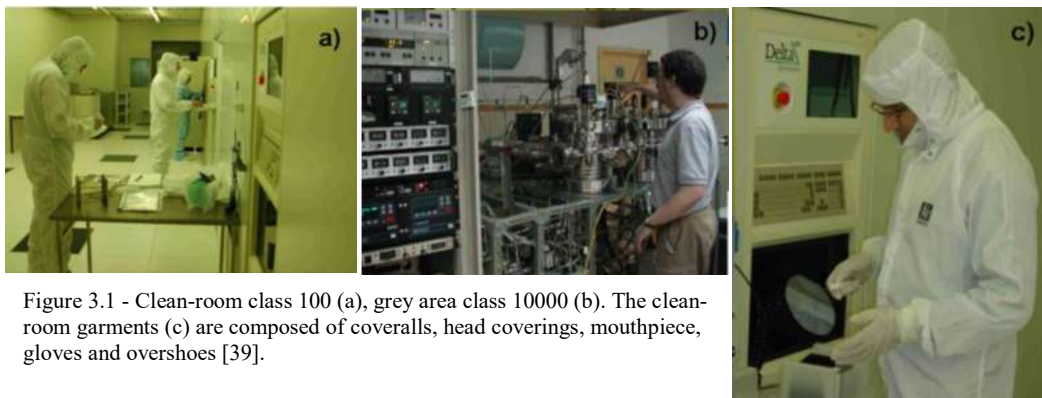 a)
b)
c)
Delta
Figure 3.1 - Clean-room class 100 (a), grey area class 10000 (b). The clean-
room garments (c) are composed of coveralls, head coverings, mouthpiece,
gloves and overshoes [39].